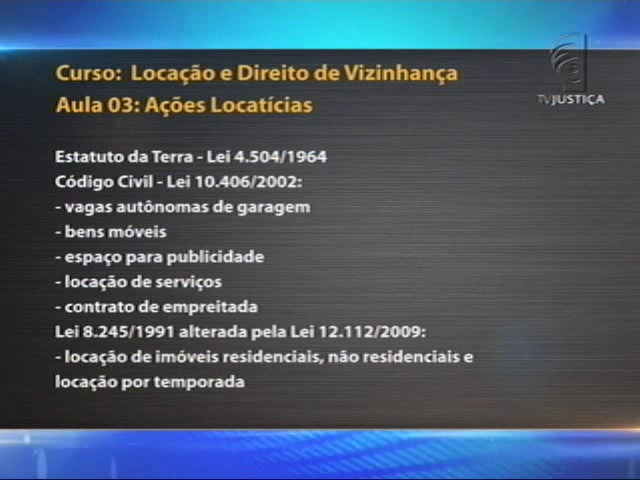 Curso: Locação e Direito de Vizinhança
Aula 03: Ações Locatícias
TV JUSTIÇA
Estatuto da Terra - Lei 4.504/1964
Código Civil - Lei 10.406/2002:
- vagas autônomas de garagem
- bens móveis
- espaço para publicidade
- locação de serviços
- contrato de empreitada
Lei 8.245/1991 alterada pela Lei 12.112/2009:
- locação de imóveis residenciais, não residenciais e
locação por temporada